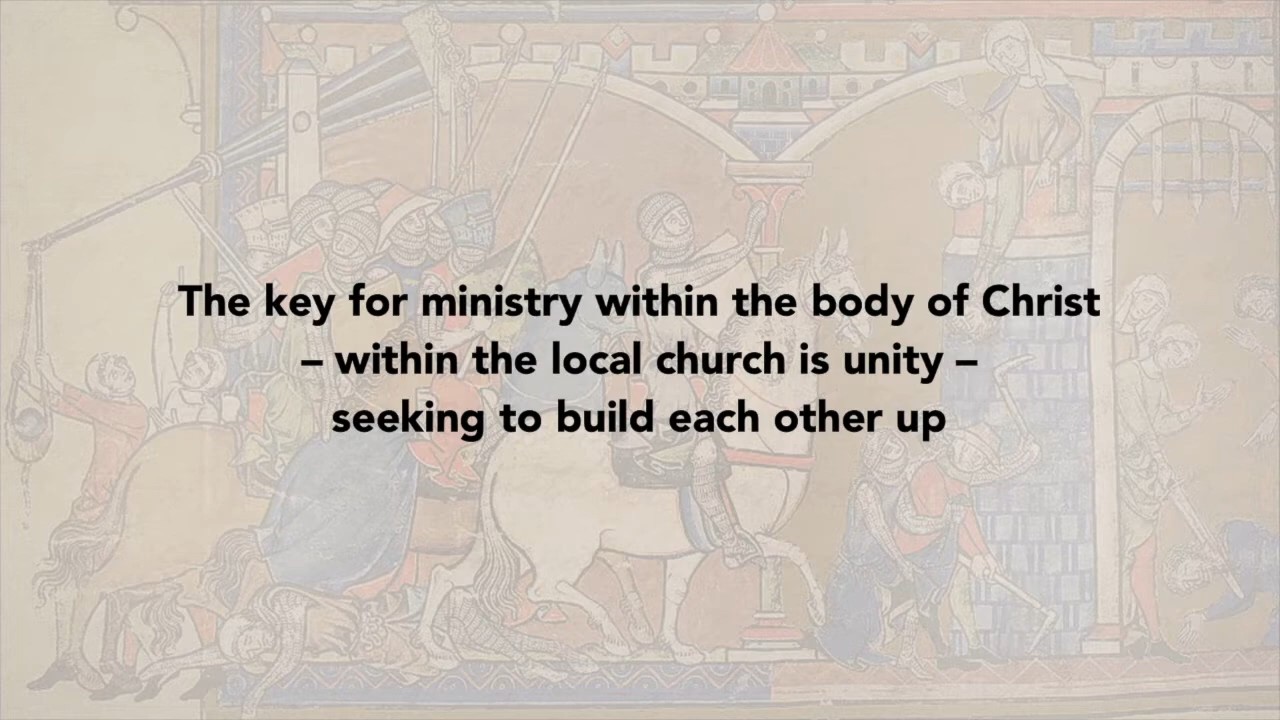 The key for ministry within the body of Christ
– within the local church is unity –
seeking to build each other up